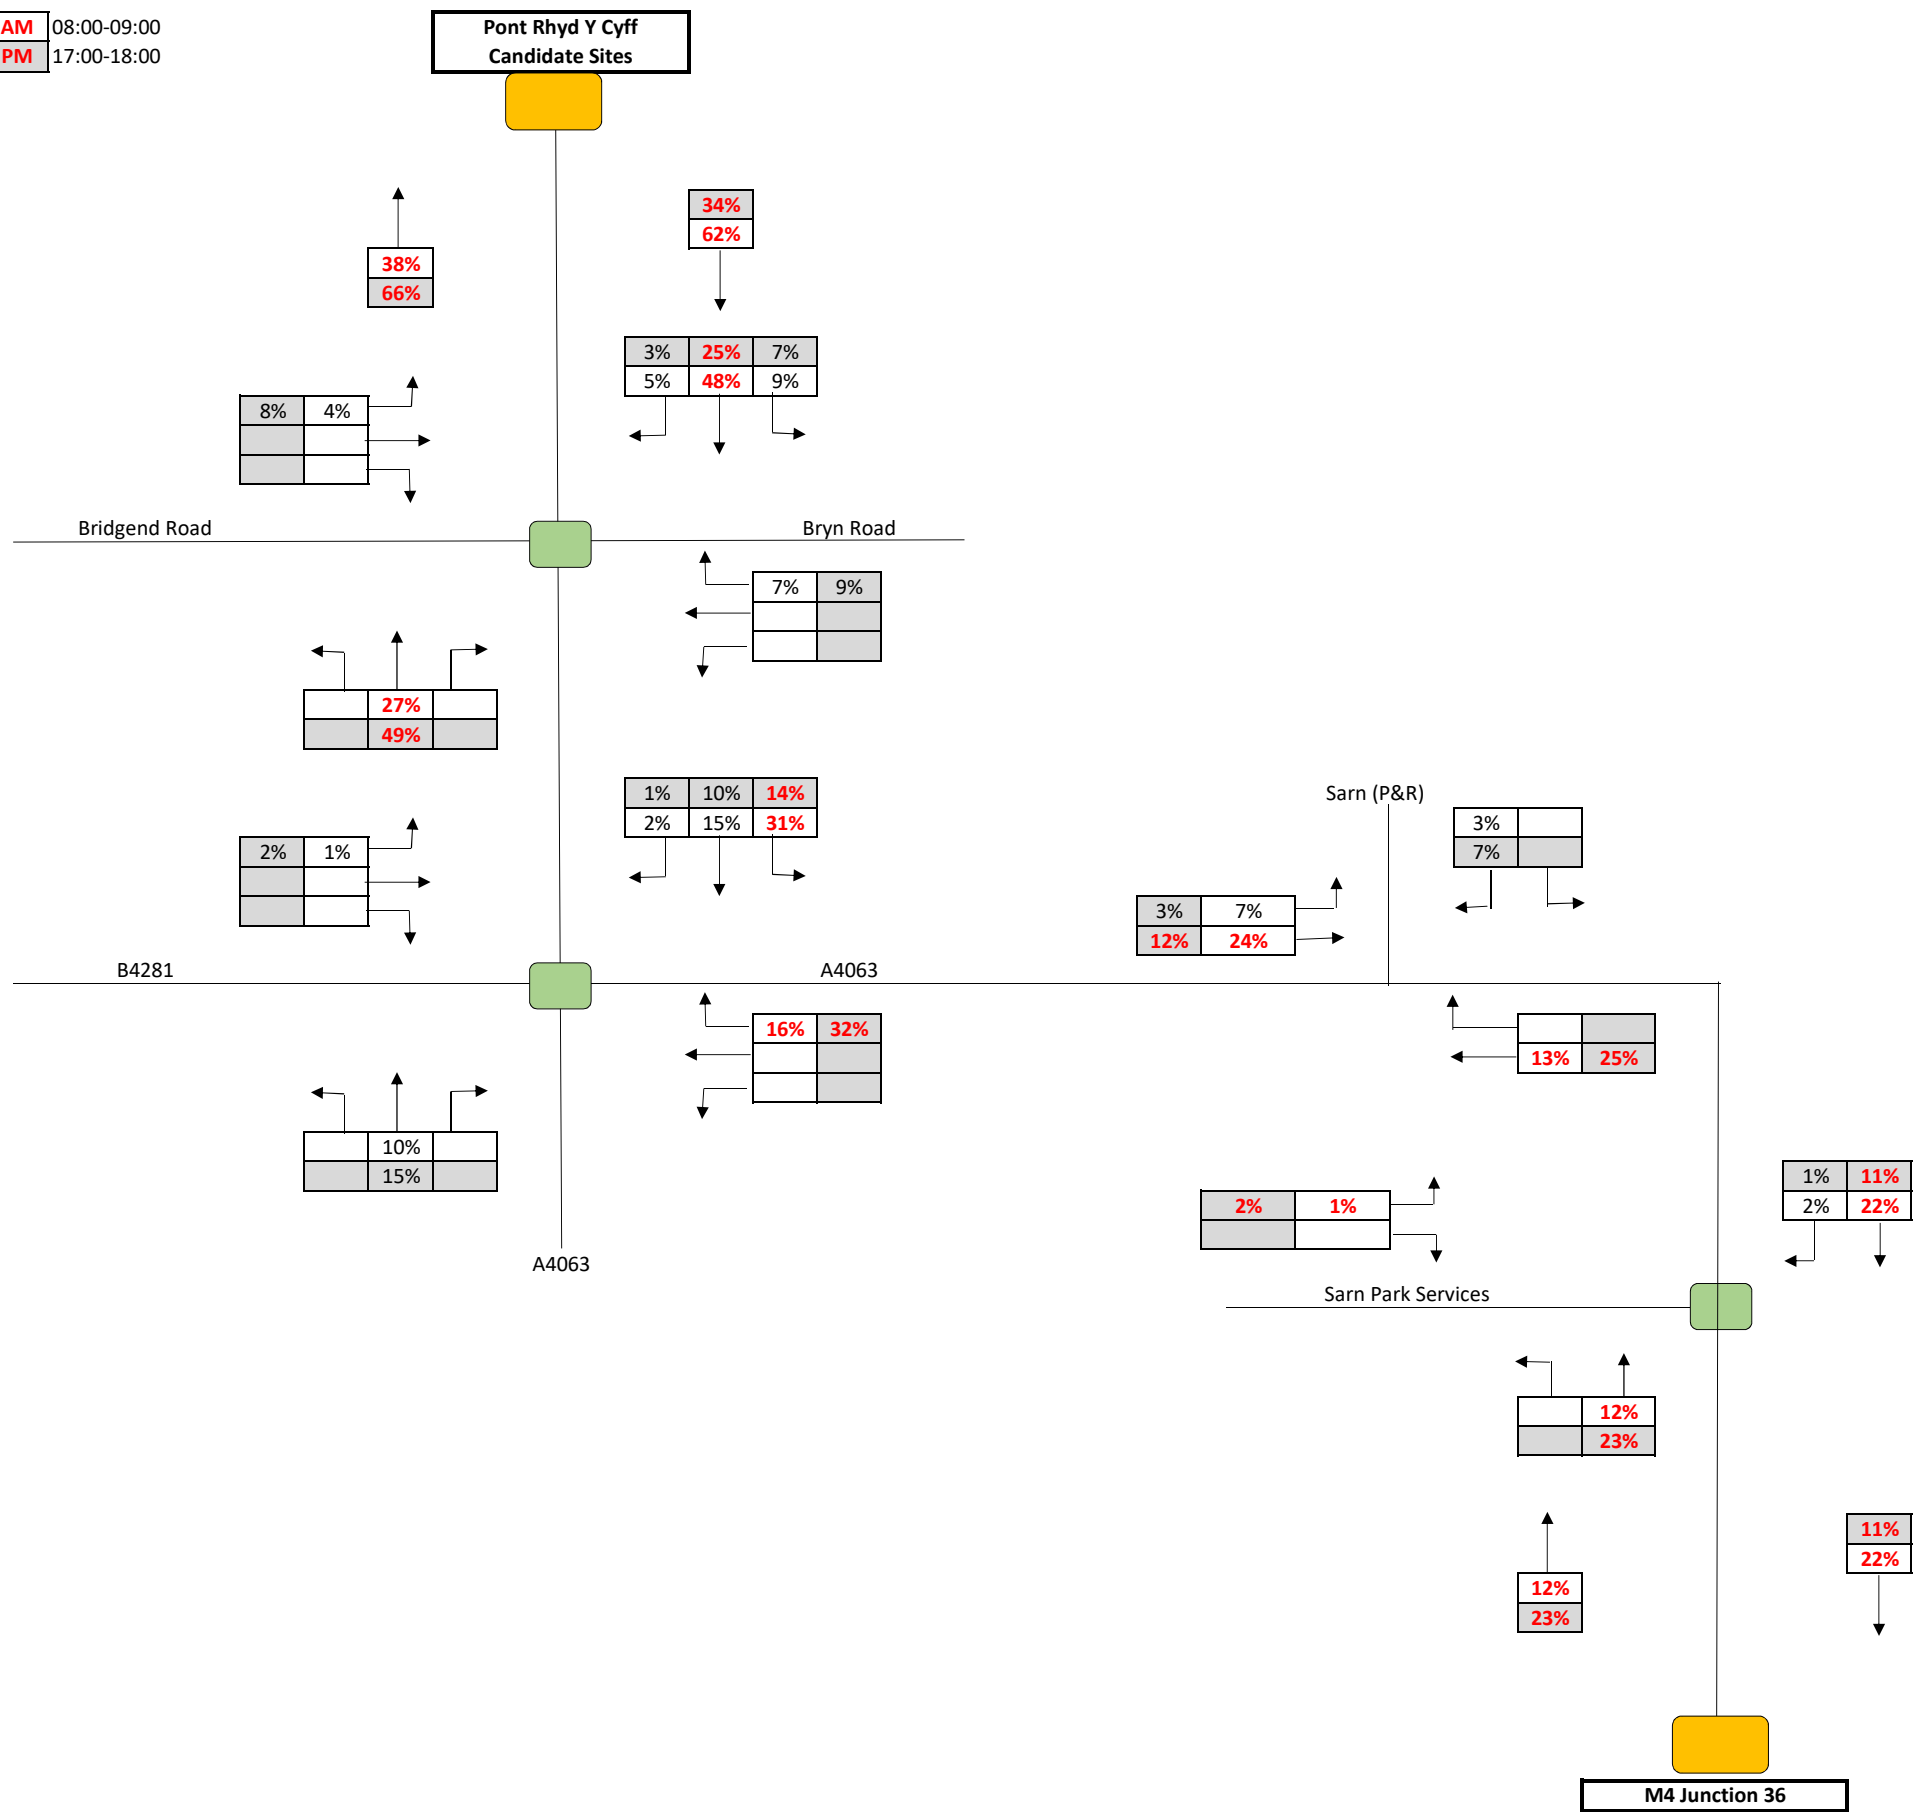 AM 08:00-09:00
PM 17:00-18:00
Pont Rhyd Y Cyff
Candidate Sites
34%
62%
38%
66%
3% 25% 7%
5% 48% 9%
8% 4%
Bridgend Road
Bryn Road
7% 9%
27%
49%
1% 10% 14%
2% 15% 31%
Sarn (P&R)
3%
7%
2% 1%
3% 7%
12% 24%
B4281
A4063
16% 32%
13% 25%
10%
15%
1% 11%
2% 22%
2% 1%
A4063
Sarn Park Services
12%
23%
11%
22%
12%
23%
M4 Junction 36